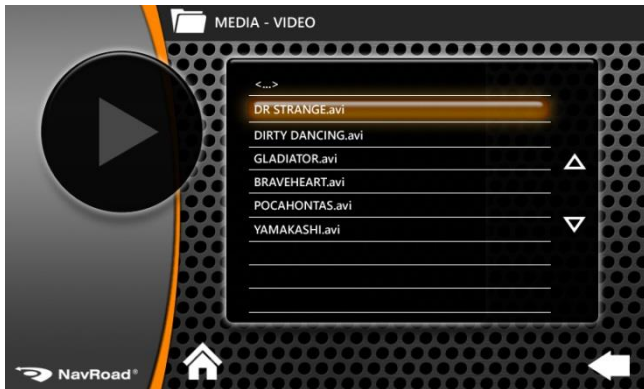 MEDIA - VIDEO
<...>
DR STRANGE.avi
DIRTY DANCING.avi
GLADIATOR.avi
BRAVEHEART.avi
POCAHONTAS.avi
YAMAKASHI.avi
NavRoad®